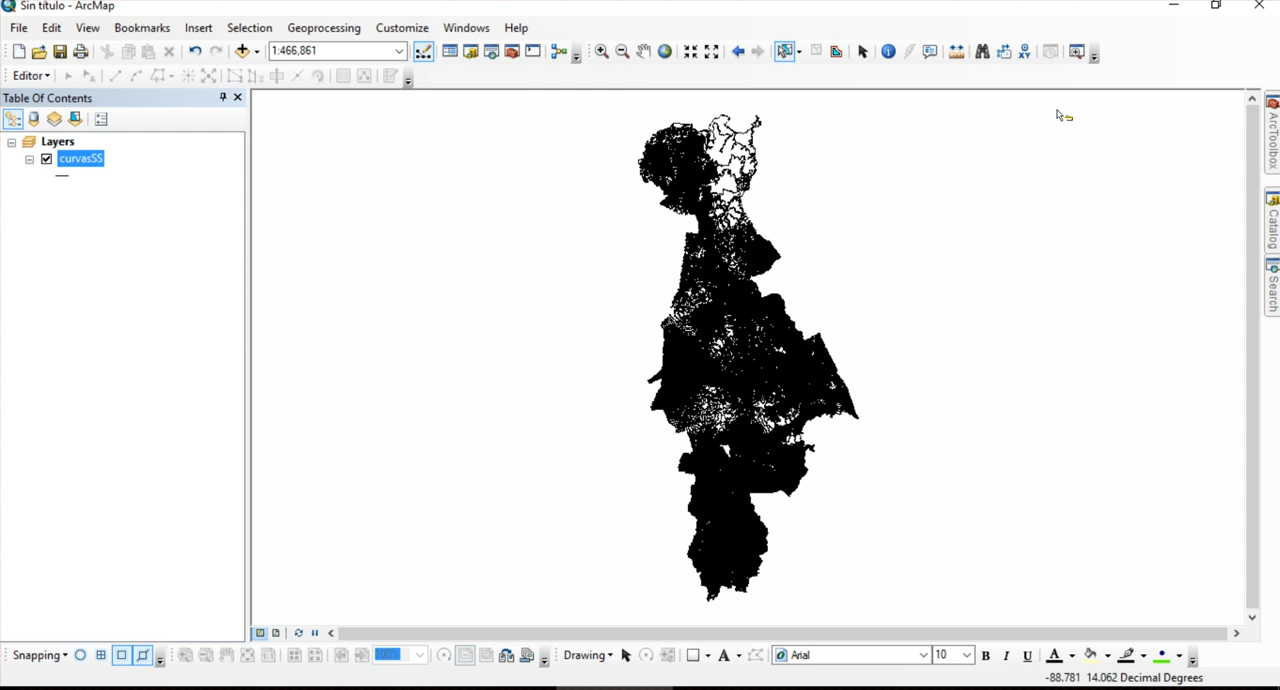 Sin título - ArcMap
File Edit View Bookmarks Insert Selection Geoprocessing Customize Windows Help
1:466,861
Editor
Table Of Contents
Layers
curvasSS
ArcToolbox
Catalog
Search
Snapping 100% Drawing Arial 10 B I U A
-88.781 14.062 Decimal Degrees